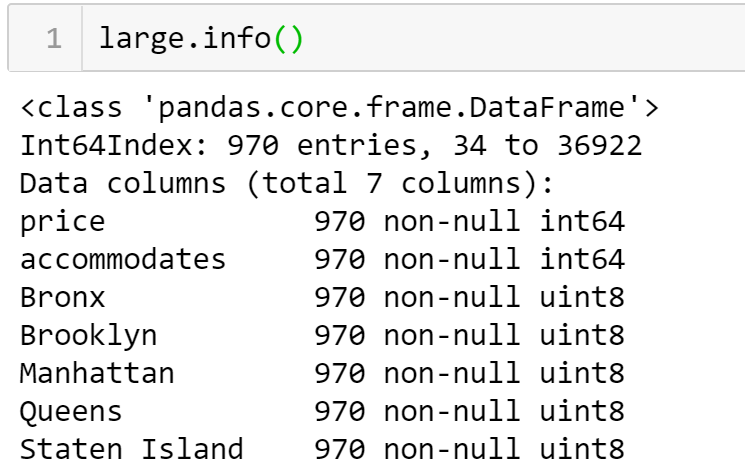 1 large.info()
<class 'pandas.core.frame.DataFrame'>
Int64Index: 970 entries, 34 to 36922
Data columns (total 7 columns):
price            970 non-null int64
accommodates     970 non-null int64
Bronx            970 non-null uint8
Brooklyn         970 non-null uint8
Manhattan        970 non-null uint8
Queens           970 non-null uint8
Staten Island    970 non-null uint8